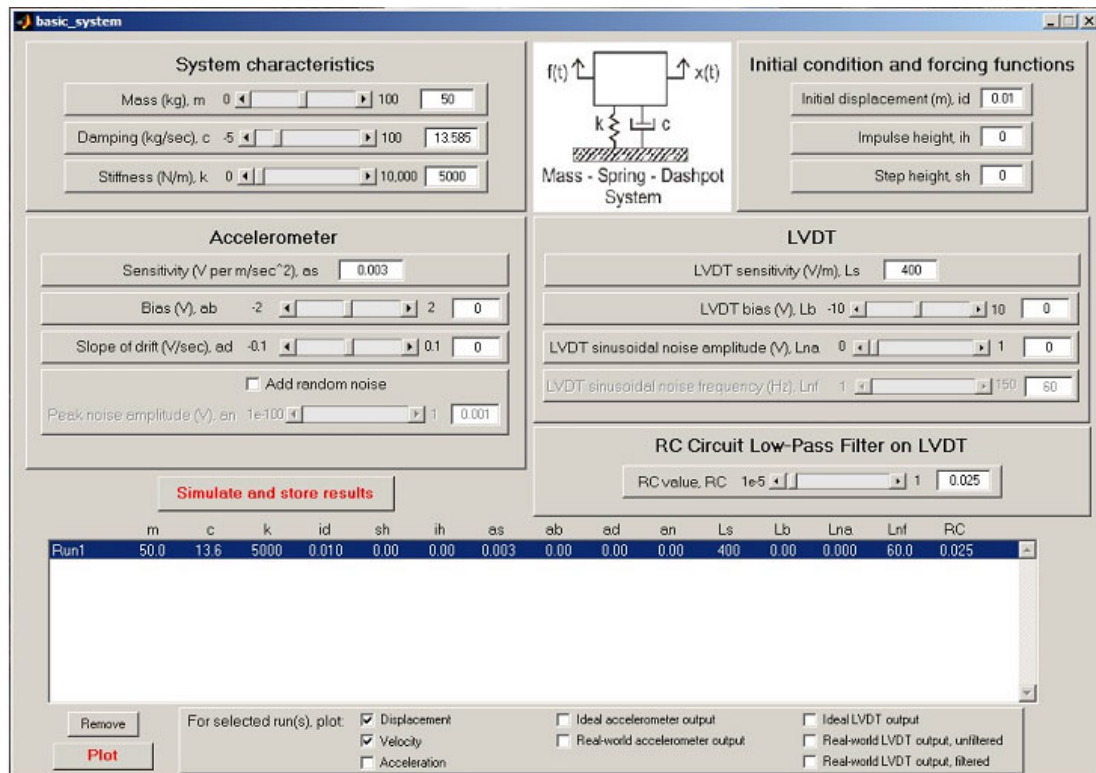 basic_system
System characteristics
Mass (kg), m 0 100 50
Damping (kg/sec), c -5 100 13.585
Stiffness (N/m), k 0 10,000 5000
f(t) x(t)
k c
Mass - Spring - Dashpot
System
Initial condition and forcing functions
Initial displacement (m), id 0.01
Impulse height, ih 0
Step height, sh 0
Accelerometer
Sensitivity (V per m/sec^2), as 0.003
Bias (V), ab -2 2 0
Slope of drift (V/sec), ad -0.1 0.1 0
Add random noise
Peak noise amplitude (V), an 1e-100 1 0.001
LVDT
LVDT sensitivity (V/m), Ls 400
LVDT bias (V), Lb -10 10 0
LVDT sinusoidal noise amplitude (V), Lna 0 1 0
LVDT sinusoidal noise frequency (Hz), Lnf 1 150 60
RC Circuit Low-Pass Filter on LVDT
RC value, RC 1e-5 1 0.025
Simulate and store results
m c k id sh ih as ab ad an Ls Lb Lna Lnf RC
Run1 50.0 13.6 5000 0.010 0.00 0.00 0.003 0.00 0.00 0.00 400 0.00 0.000 60.0 0.025
Remove
Plot
For selected run(s), plot:
Displacement
Velocity
Acceleration
Ideal accelerometer output
Real-world accelerometer output
Ideal LVDT output
Real-world LVDT output, unfiltered
Real-world LVDT output, filtered